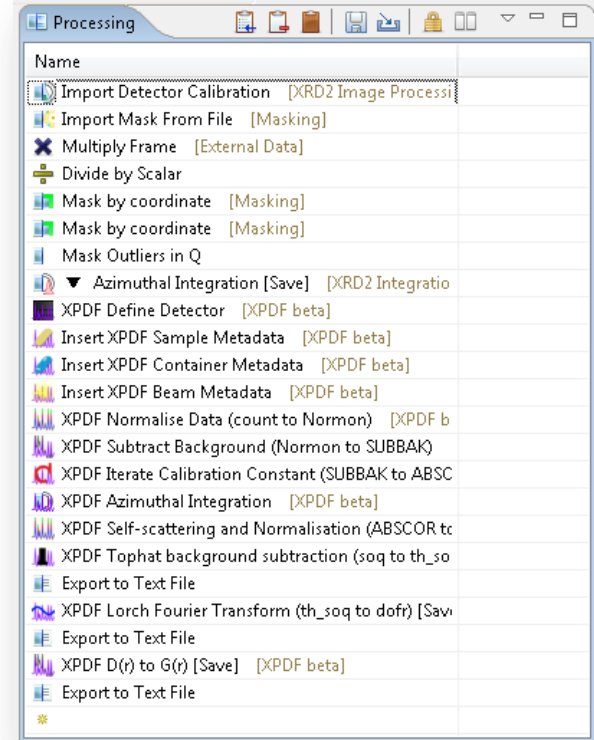 Processing
Name
Import Detector Calibration [XRD2 Image Processi
Import Mask From File [Masking]
Multiply Frame [External Data]
Divide by Scalar
Mask by coordinate [Masking]
Mask by coordinate [Masking]
Mask Outliers in Q
▼ Azimuthal Integration [Save] [XRD2 Integratio
XPDF Define Detector [XPDF beta]
Insert XPDF Sample Metadata [XPDF beta]
Insert XPDF Container Metadata [XPDF beta]
Insert XPDF Beam Metadata [XPDF beta]
XPDF Normalise Data (count to Normon) [XPDF b
XPDF Subtract Background (Normon to SUBBAK)
XPDF Iterate Calibration Constant (SUBBAK to ABSC
XPDF Azimuthal Integration [XPDF beta]
XPDF Self-scattering and Normalisation (ABSCOR to
XPDF Tophat background subtraction (soq to th_so
Export to Text File
XPDF Lorch Fourier Transform (th_soq to dofr) [Sav
Export to Text File
XPDF D(r) to G(r) [Save] [XPDF beta]
Export to Text File